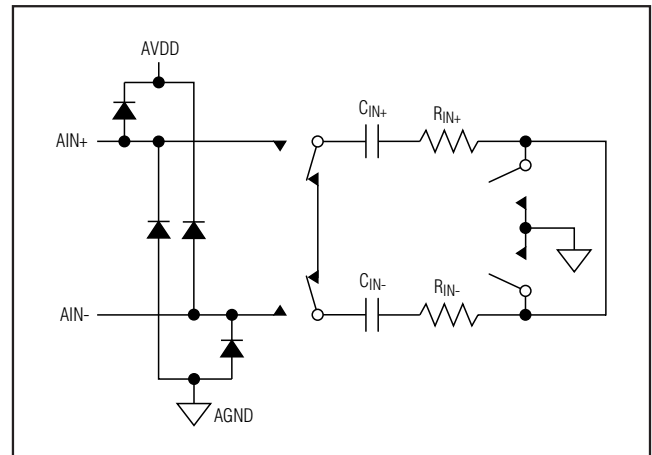 AVDD
CIN+
RIN+
AIN+
CIN-
RIN-
AIN-
AGND